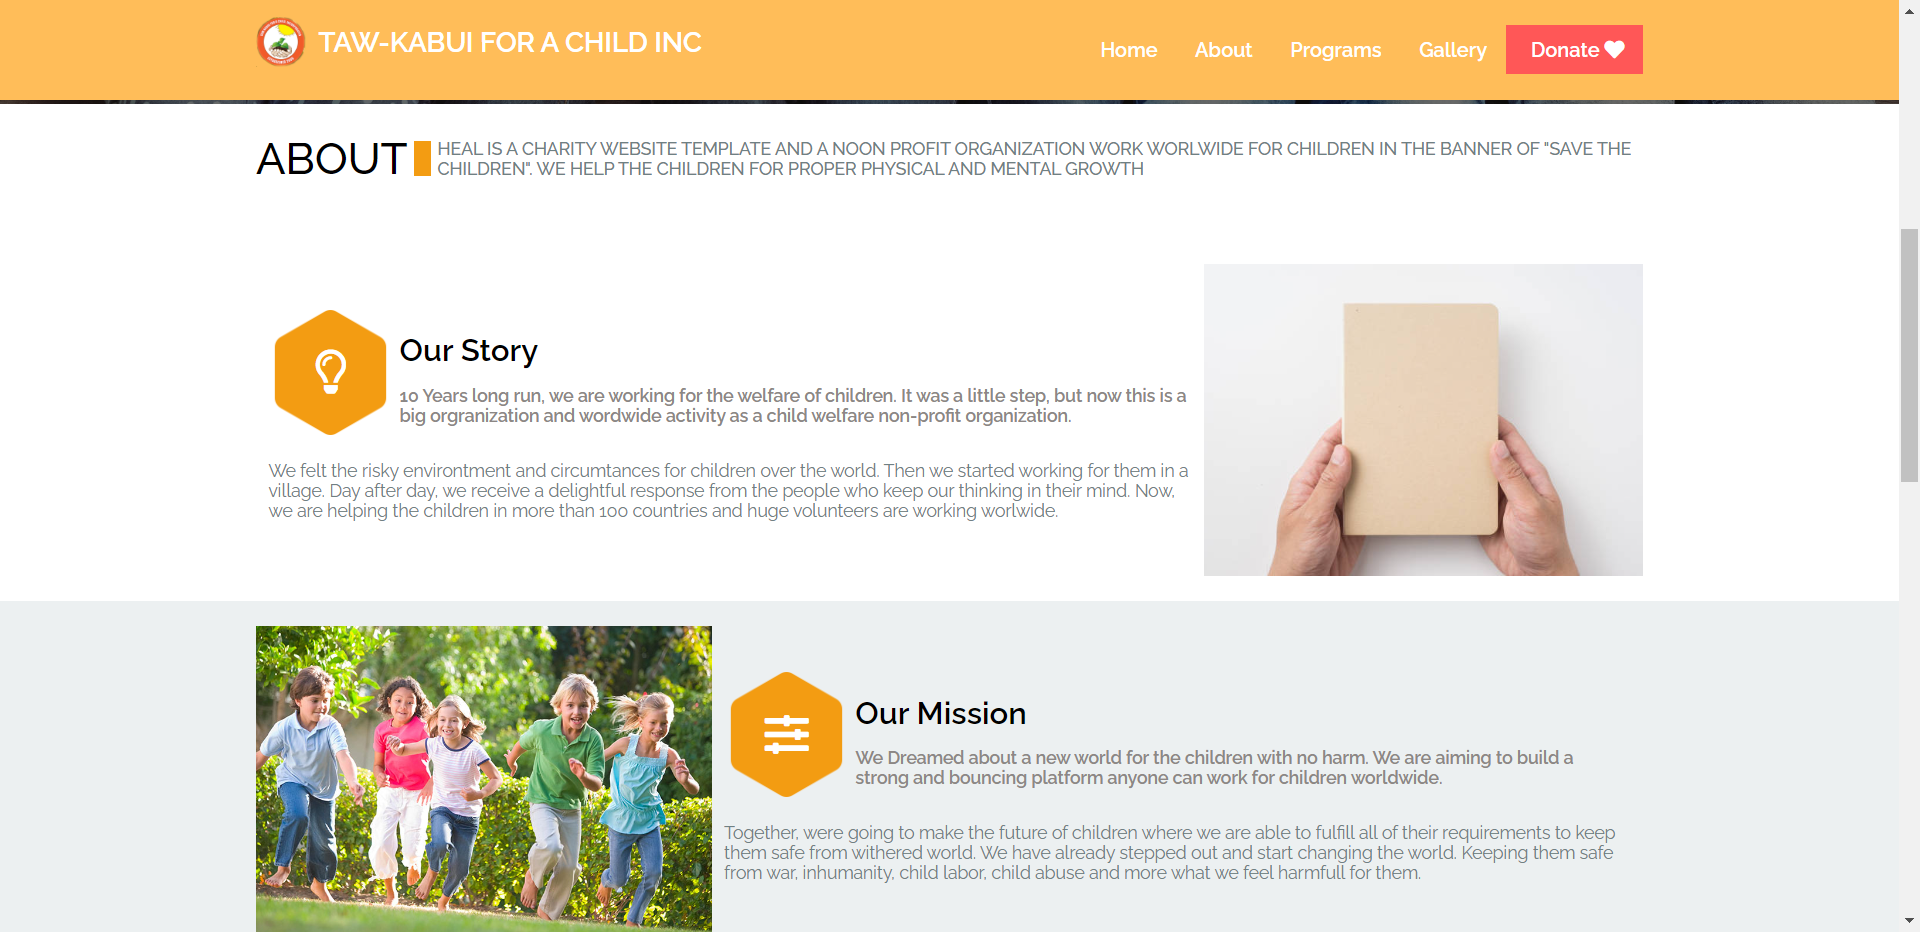 TAW-KABUI FOR A CHILD INC
Home
About
Programs
Gallery
Donate
ABOUT
HEAL IS A CHARITY WEBSITE TEMPLATE AND A NOON PROFIT ORGANIZATION WORK WORLWIDE FOR CHILDREN IN THE BANNER OF "SAVE THE
CHILDREN". WE HELP THE CHILDREN FOR PROPER PHYSICAL AND MENTAL GROWTH
Our Story
10 Years long run, we are working for the welfare of children. It was a little step, but now this is a
big orgranization and wordwide activity as a child welfare non-profit organization.
We felt the risky environtment and circumtances for children over the world. Then we started working for them in a
village. Day after day, we receive a delightful response from the people who keep our thinking in their mind. Now,
we are helping the children in more than 100 countries and huge volunteers are working worlwide.
Our Mission
We Dreamed about a new world for the children with no harm. We are aiming to build a
strong and bouncing platform anyone can work for children worldwide.
Together, were going to make the future of children where we are able to fulfill all of their requirements to keep
them safe from withered world. We have already stepped out and start changing the world. Keeping them safe
from war, inhumanity, child labor, child abuse and more what we feel harmfull for them.